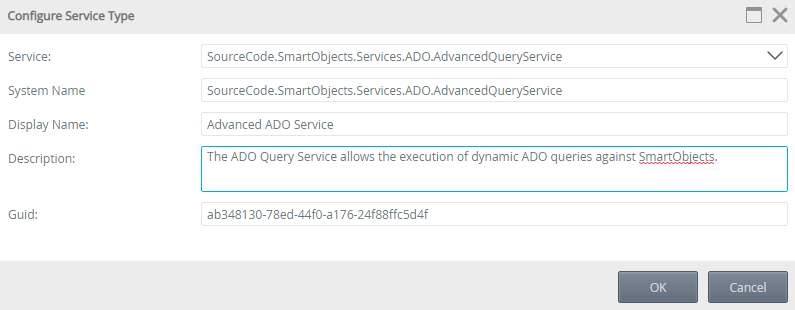 Configure Service Type
Service: SourceCode.SmartObjects.Services.ADO.AdvancedQueryService
System Name SourceCode.SmartObjects.Services.ADO.AdvancedQueryService
Display Name: Advanced ADO Service
Description: The ADO Query Service allows the execution of dynamic ADO queries against SmartObjects.
Guid: ab348130-78ed-44f0-a176-24f88ffc5d4f
OK Cancel